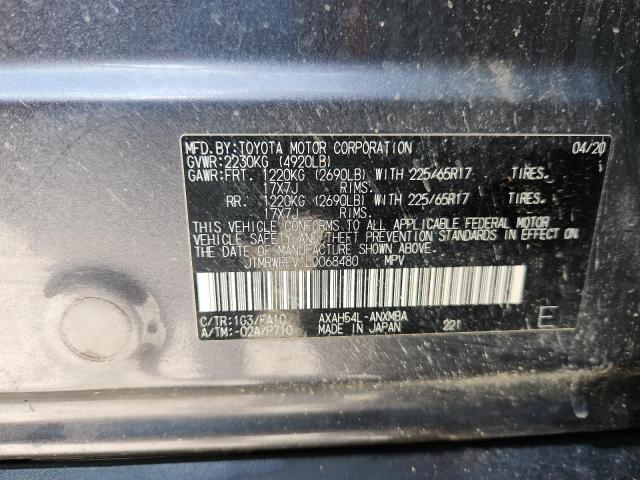 MFD.BY:TOYOTA MOTOR CORPORATION 04/20
GVWR:2230KG (4920LB)
GAWR:FRT. 1220KG (2690LB) WITH 225/65R17 TIRES.
17X7J RIMS.
RR. 1220KG (2690LB) WITH 225/65R17 TIRES.
17X7J RIMS.
THIS VEHICLE CONFORMS TO ALL APPLICABLE FEDERAL MOTOR
VEHICLE SAFETY AND THEFT PREVENTION STANDARDS IN EFFECT ON
THE DATE OF MANUFACTURE SHOWN ABOVE.
MPV
C/TR:1G3/FA10 AXAH54L-ANXMBA 221 E
A/TM:-02A/P710 MADE IN JAPAN